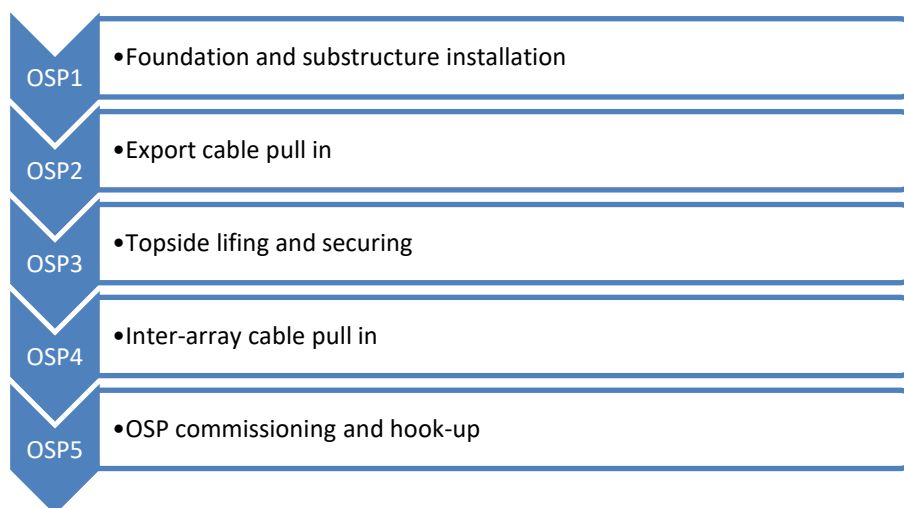 OSP1
•Foundation and substructure installation
OSP2
•Export cable pull in
OSP3
•Topside lifing and securing
OSP4
•Inter-array cable pull in
OSP5
•OSP commissioning and hook-up